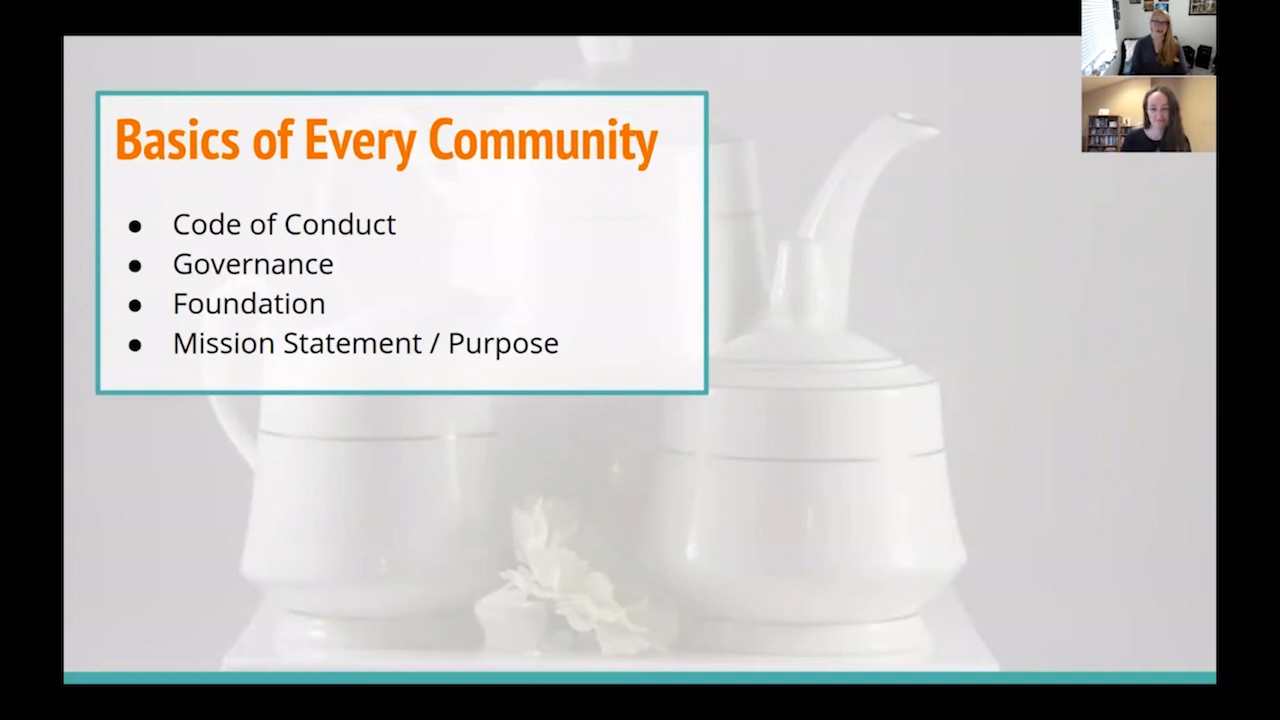 Basics of Every Community
● Code of Conduct
● Governance
● Foundation
● Mission Statement / Purpose